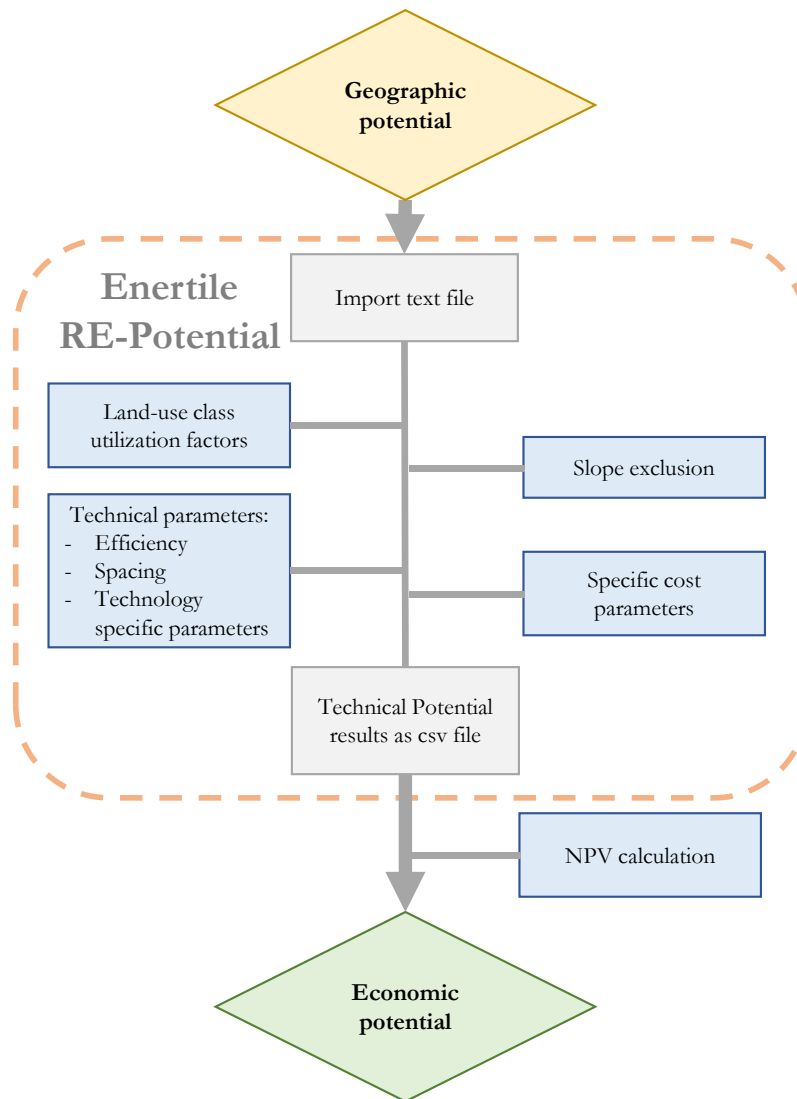 Geographic
potential
Enertile
RE-Potential
Import text file
Land-use class
utilization factors
Slope exclusion
Technical parameters:
- Efficiency
- Spacing
- Technology
specific parameters
Specific cost
parameters
Technical Potential
results as csv file
NPV calculation
Economic
potential